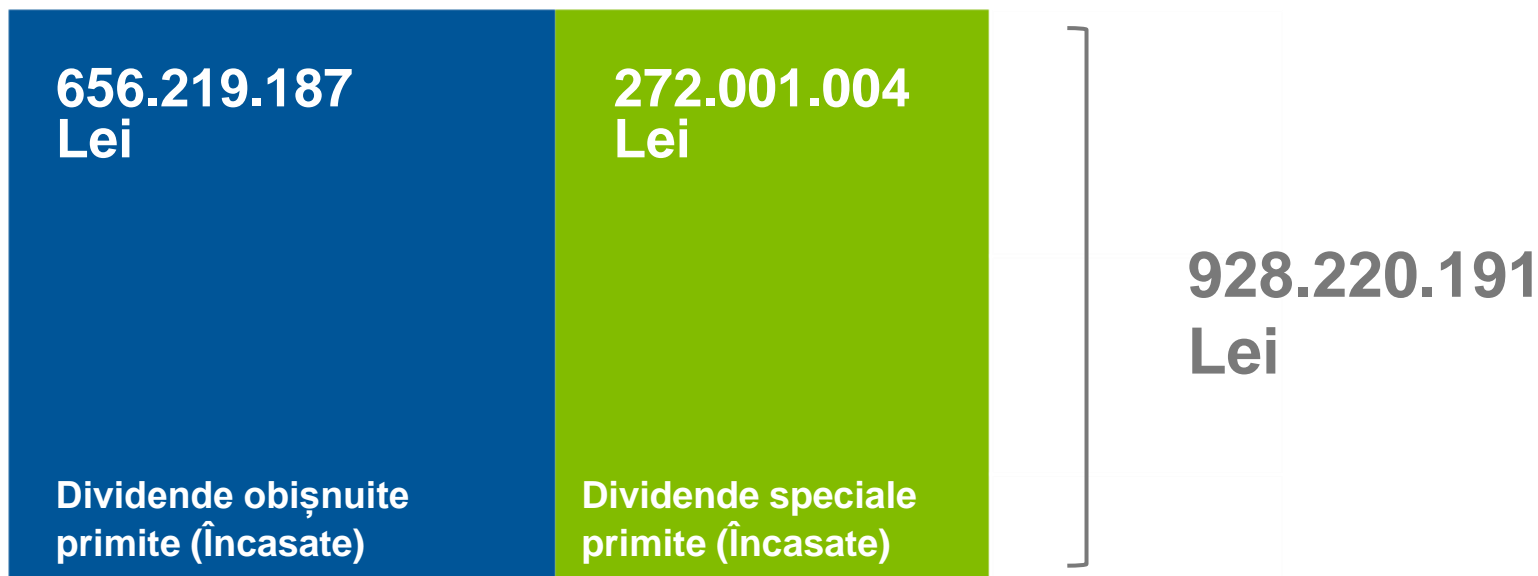 656.219.187
Lei
Dividende obișnuite
primite (Încasate)
272.001.004
Lei
Dividende speciale
primite (Încasate)
928.220.191
Lei